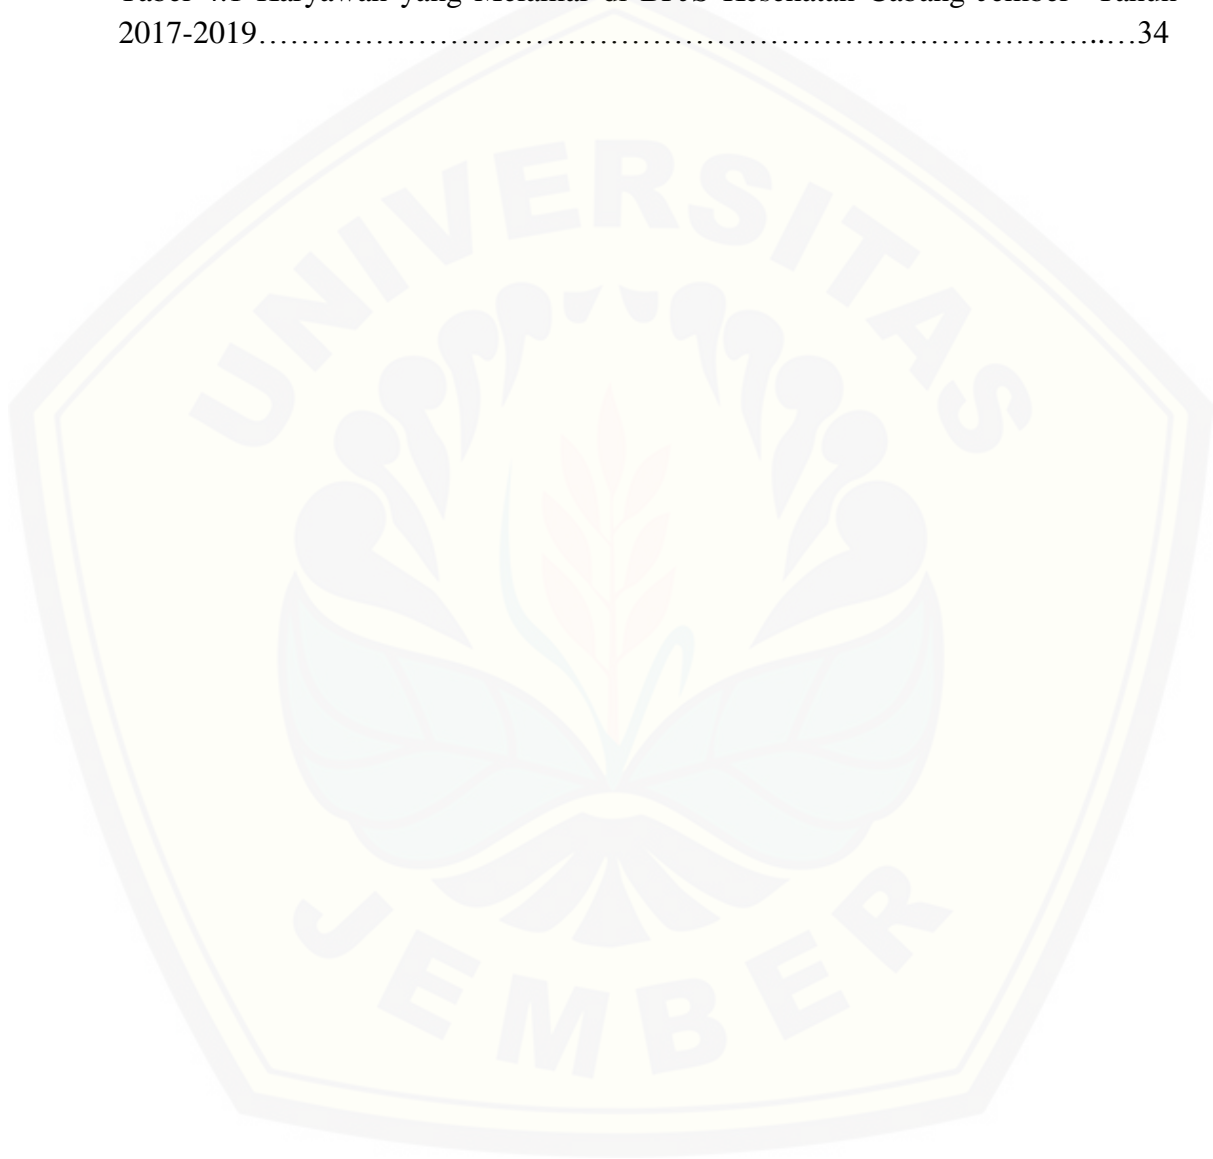 Tabel 4.1 Karyawan yang Melamar di BPJS Kesehatan Cabang Jember Tahun
2017-2019……………………………………………………………………..…34
UNIVERSITAS
JEMBER